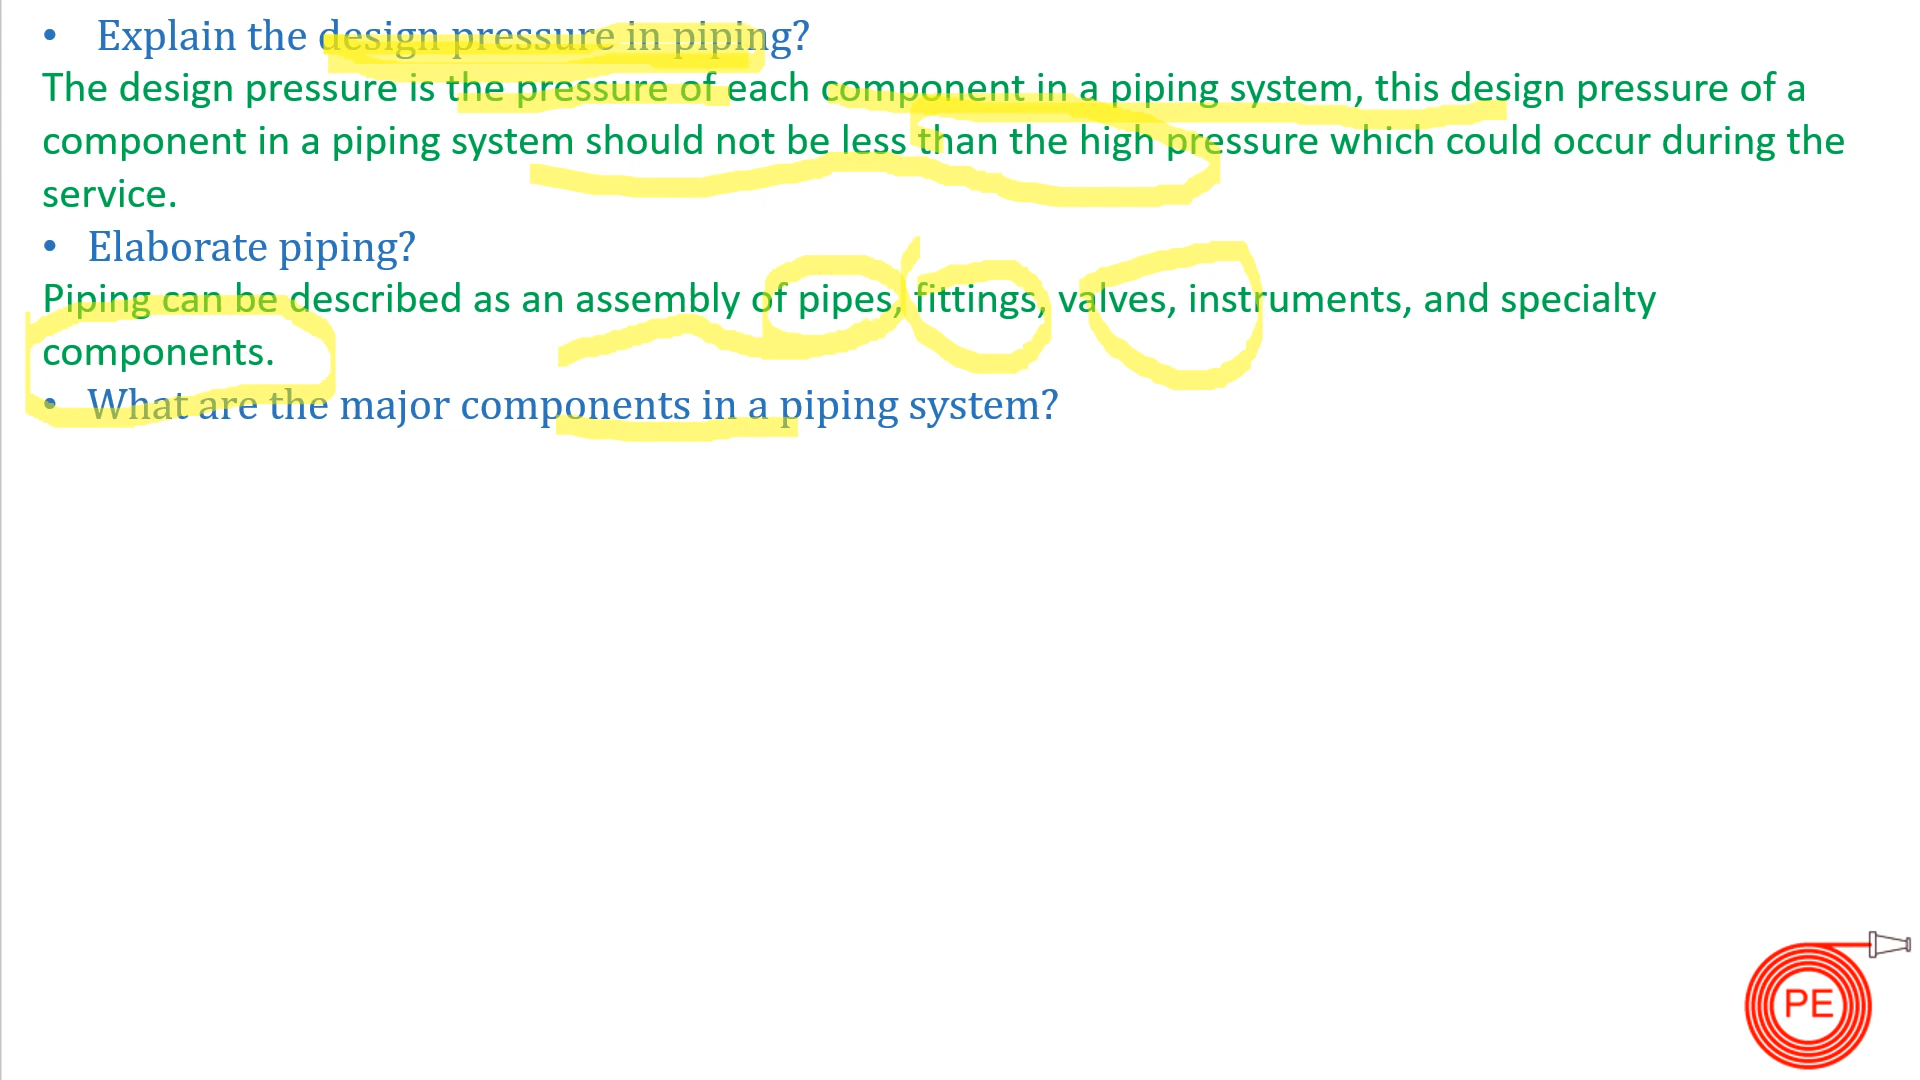 • Explain the design pressure in piping?
The design pressure is the pressure of each component in a piping system, this design pressure of a
component in a piping system should not be less than the high pressure which could occur during the
service.
• Elaborate piping?
Piping can be described as an assembly of pipes, fittings, valves, instruments, and specialty
components.
• What are the major components in a piping system?
PE